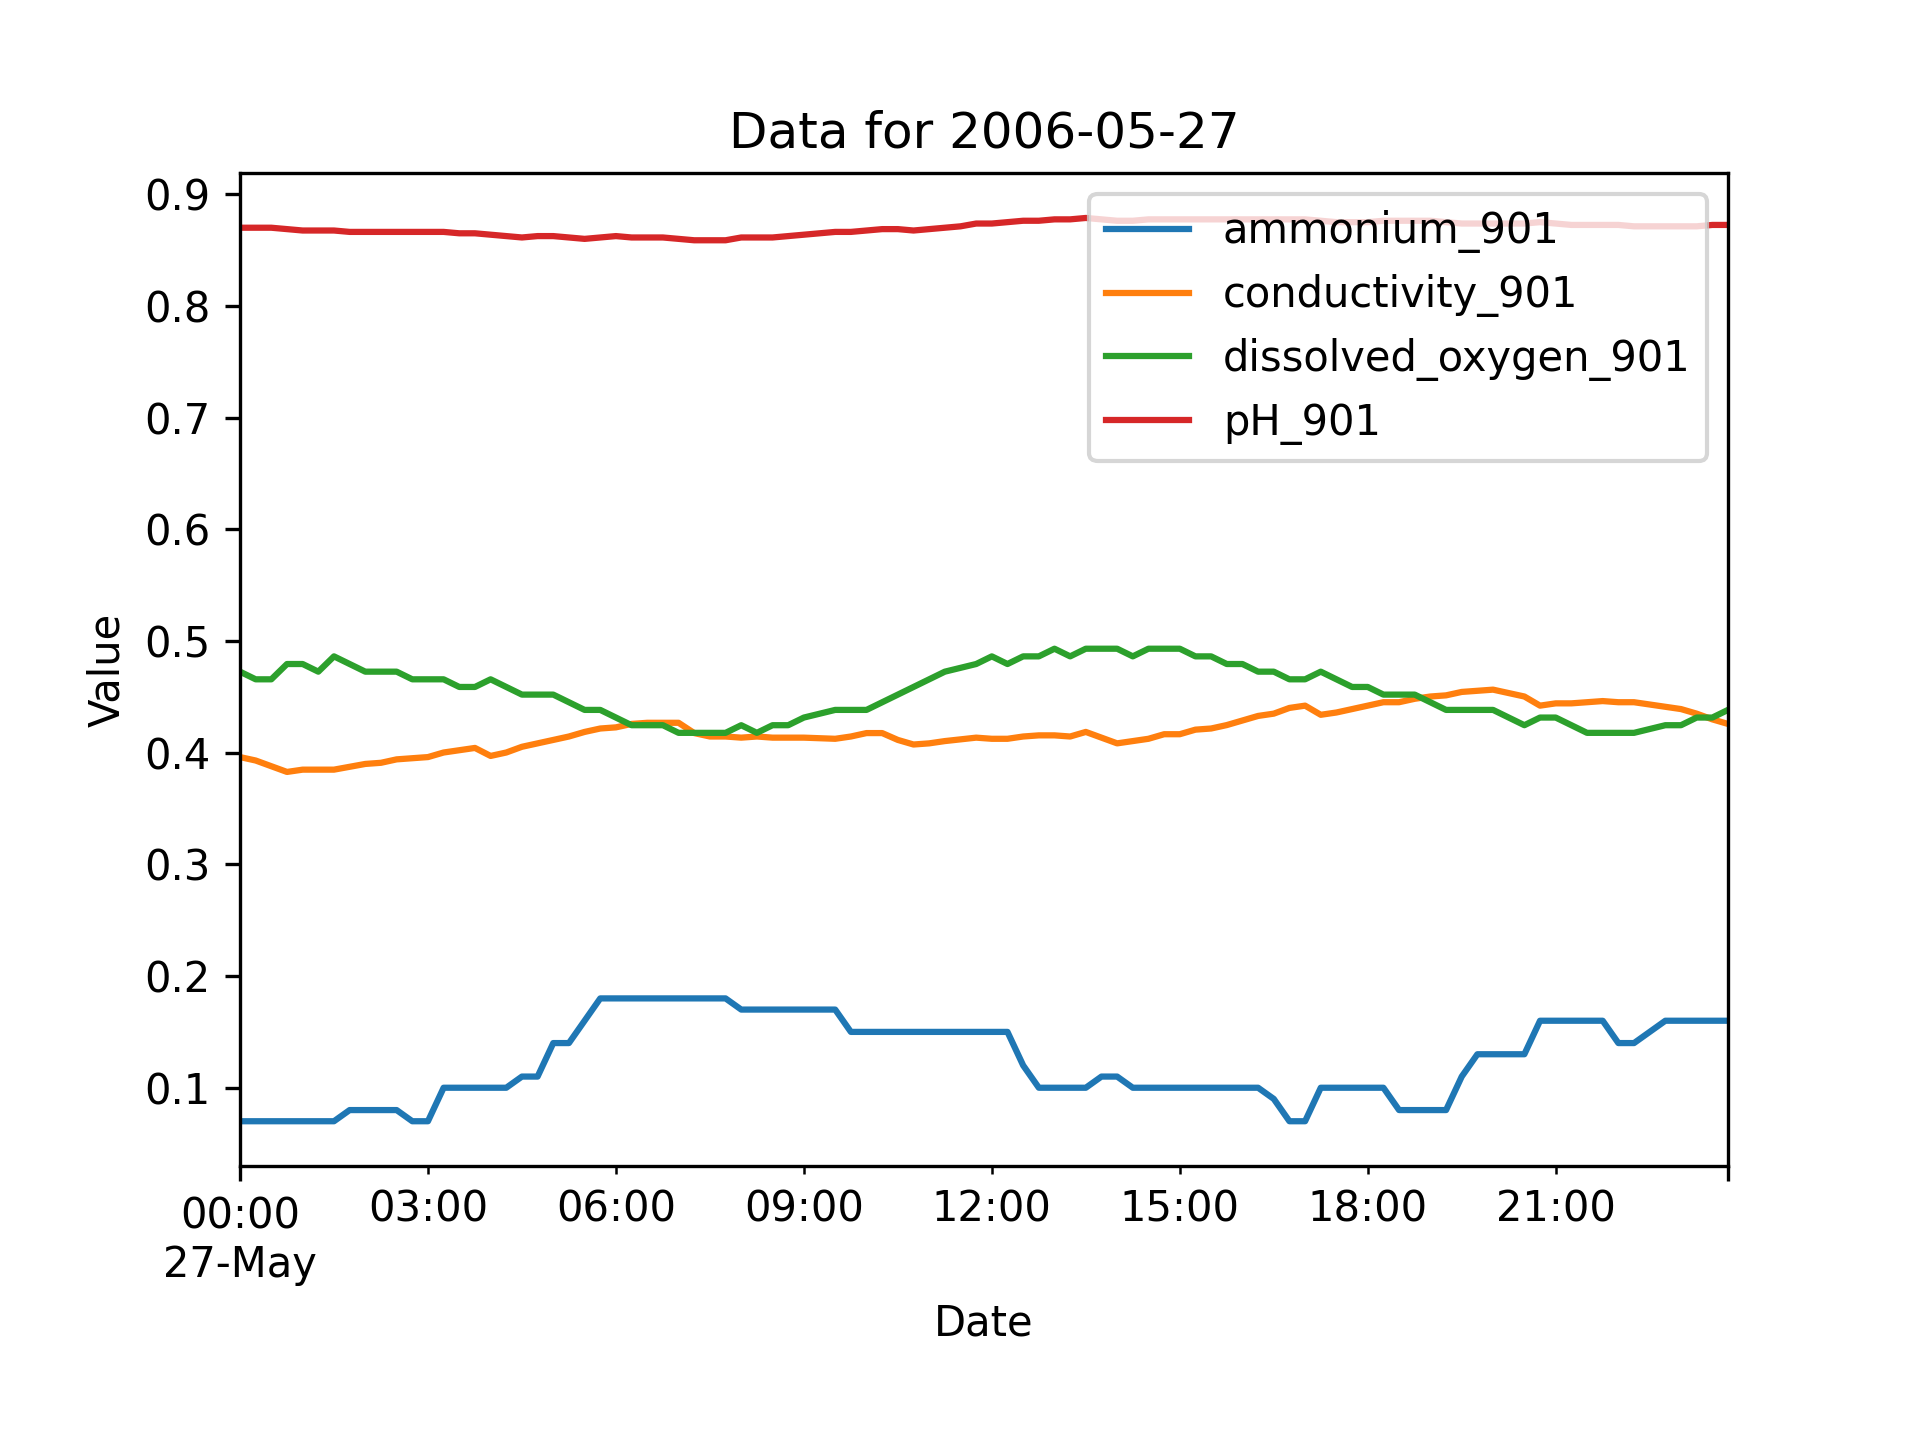 Data for 2006-05-27
0.9
0.8
0.7
0.6
0.5
0.4
0.3
0.2
0.1
Value
ammonium_901
conductivity_901
dissolved_oxygen_901
pH_901
00:00 03:00 06:00 09:00 12:00 15:00 18:00 21:00
27-May
Date